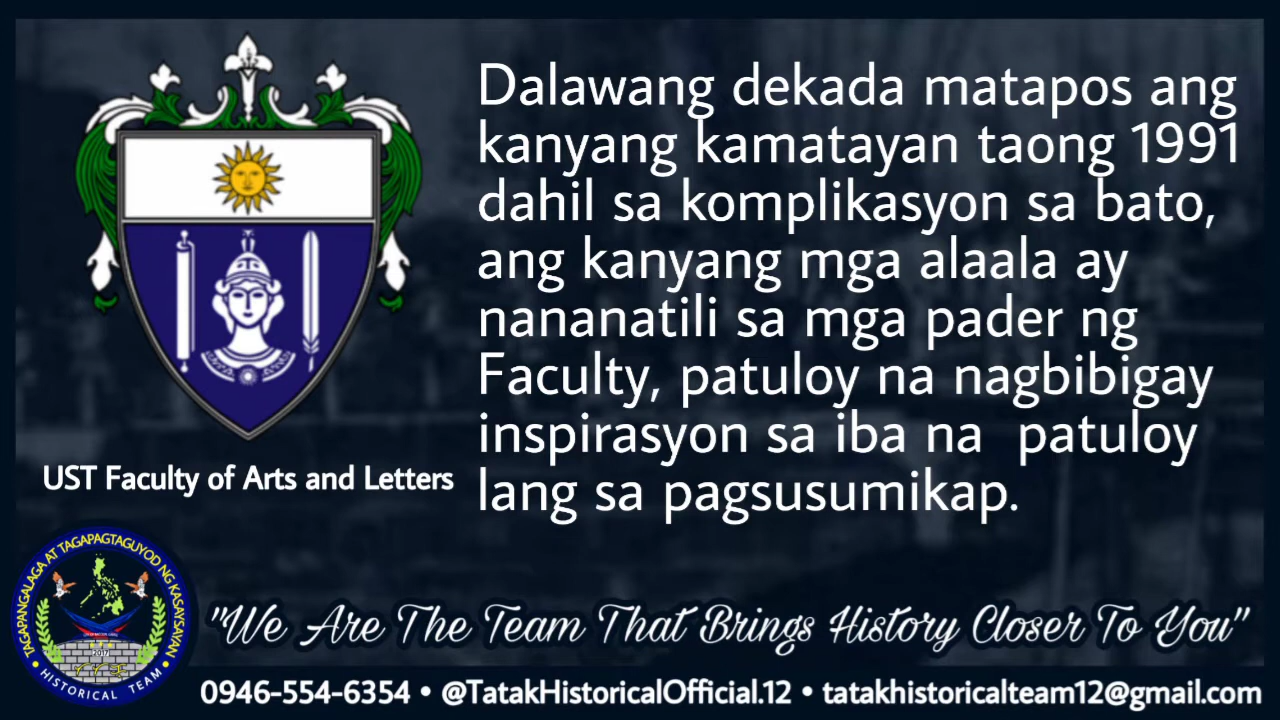 Dalawang dekada matapos ang
kanyang kamatayan taong 1991
dahil sa komplikasyon sa bato,
ang kanyang mga alaala ay
nananatili sa mga pader ng
Faculty, patuloy na nagbibigay
inspirasyon sa iba na patuloy
lang sa pagsusumikap.
UST Faculty of Arts and Letters
TAGAPANGALAGA AT TAGAPAGTAGUYOD NG KASAYSAYAN
2017
HISTORICAL TEAM
"We Are The Team That Brings History Closer To You"
0946-554-6354 • @TatakHistoricalOfficial.12 • tatakhistoricalteam12@gmail.com